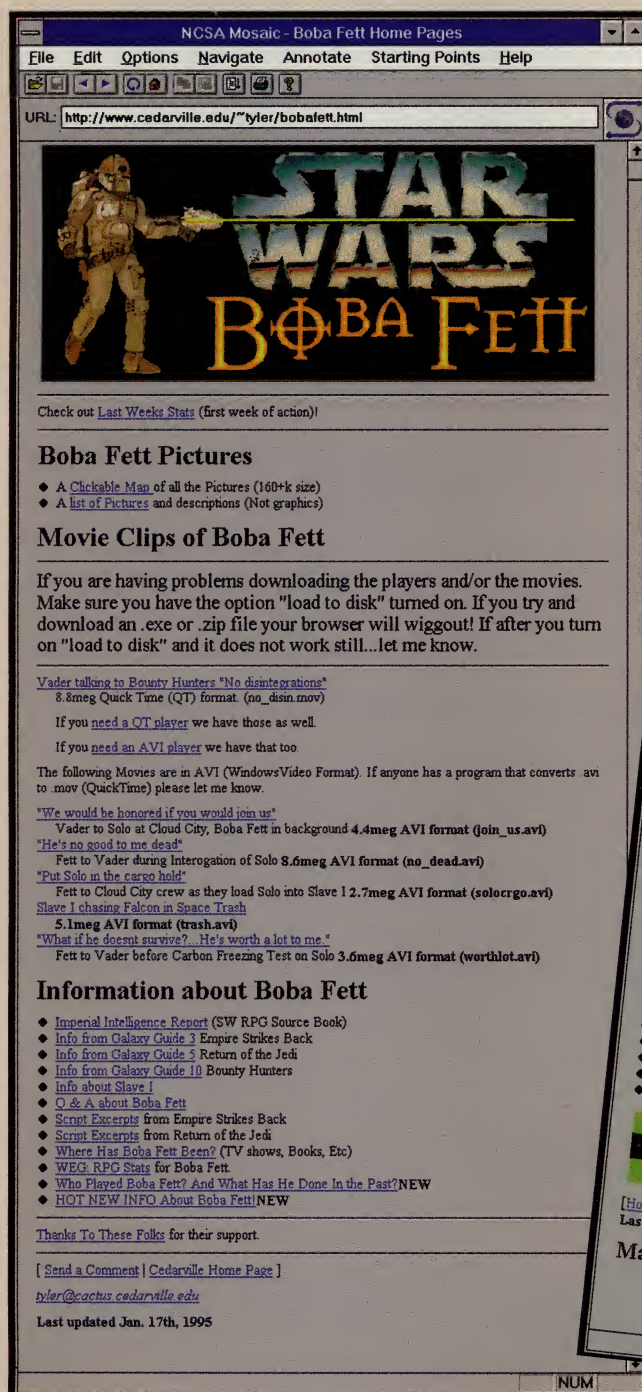 NCSA Mosaic - Boba Fett Home Pages
File Edit Options Navigate Annotate Starting Points Help
URL: http://www.cedarville.edu/~tyler/bobafett.html
STAR
WARS
BOBA FETT
Check out Last Weeks Stats (first week of action)!
Boba Fett Pictures
◆ A Clickable Map of all the Pictures (160+k size)
◆ A list of Pictures and descriptions (Not graphics)
Movie Clips of Boba Fett
If you are having problems downloading the players and/or the movies.
Make sure you have the option "load to disk" turned on. If you try and
download an .exe or .zip file your browser will wiggout! If after you turn
on "load to disk" and it does not work still...let me know.
Vader talking to Bounty Hunters "No disintegrations"
8.8meg Quick Time (QT) format. (no_disin.mov)
If you need a QT player we have those as well.
If you need an AVI player we have that too.
The following Movies are in AVI (WindowsVideo Format). If anyone has a program that converts .avi
to .mov (QuickTime) please let me know.
"We would be honored if you would join us"
Vader to Solo at Cloud City, Boba Fett in background 4.4meg AVI format (join_us.avi)
"He's no good to me dead"
Fett to Vader during Interogation of Solo 8.6meg AVI format (no_dead.avi)
"Put Solo in the cargo hold"
Fett to Cloud City crew as they load Solo into Slave I 2.7meg AVI format (solocrgo.avi)
Slave I chasing Falcon in Space Trash
5.1meg AVI format (trash.avi)
"What if he doesnt survive?...He's worth a lot to me."
Fett to Vader before Carbon Freezing Test on Solo 3.6meg AVI format (worthlot.avi)
Information about Boba Fett
◆ Imperial Intelligence Report (SW RPG Source Book)
◆ Info from Galaxy Guide 3 Empire Strikes Back
◆ Info from Galaxy Guide 5 Return of the Jedi
◆ Info from Galaxy Guide 10 Bounty Hunters
◆ Info about Slave I
◆ Q & A about Boba Fett
◆ Script Excerpts from Empire Strikes Back
◆ Script Excerpts from Return of the Jedi
◆ Where Has Boba Fett Been? (TV shows, Books, Etc)
◆ WEG: RPG Stats for Boba Fett.
◆ Who Played Boba Fett? And What Has He Done In the Past?NEW
◆ HOT NEW INFO About Boba Fett!NEW
Thanks To These Folks for their support.
[ Send a Comment | Cedarville Home Page ]
tyler@cactus.cedarville.edu
Last updated Jan. 17th, 1995
NUM
[Ho
Las
Ma